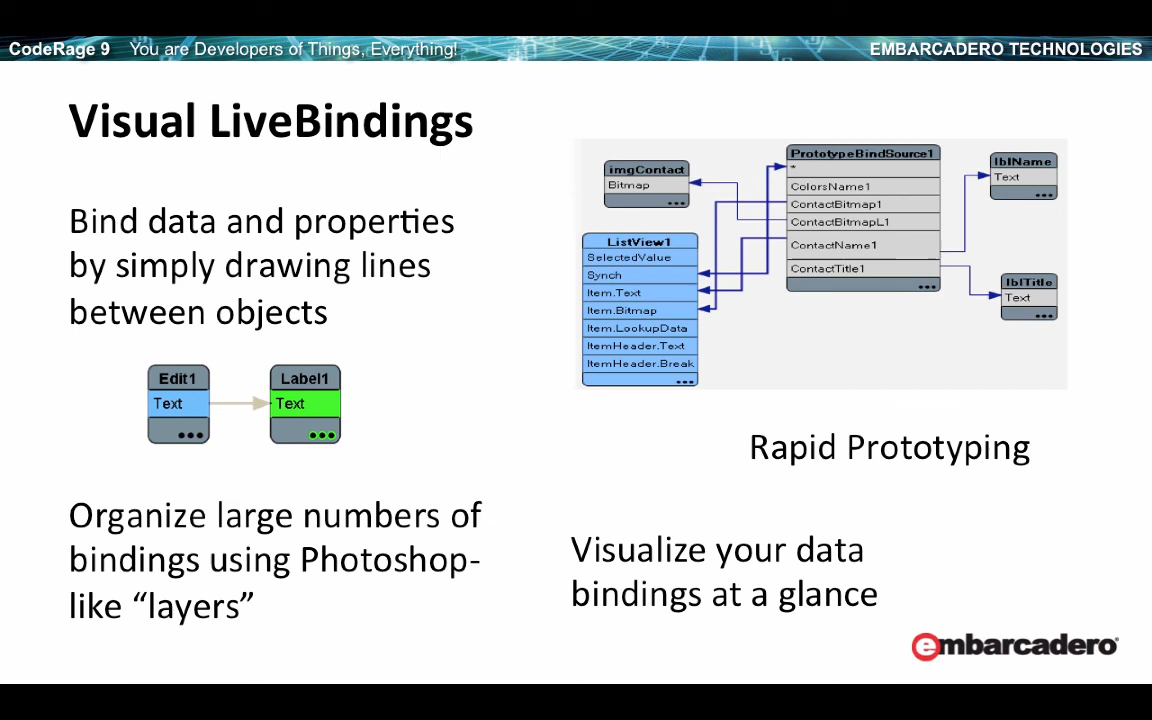 CodeRage 9 You are Developers of Things, Everything!
EMBARCADERO TECHNOLOGIES
Visual LiveBindings
Bind data and properties
by simply drawing lines
between objects
Edit1
Text
Label1
Text
Organize large numbers of
bindings using Photoshop-
like “layers”
imgContact
Bitmap
ListView1
SelectedValue
Synch
Item.Text
Item.Bitmap
Item.LookupData
ItemHeader.Text
ItemHeader.Break
PrototypeBindSource1
*
ColorsName1
ContactBitmap1
ContactBitmapL1
ContactName1
ContactTitle1
lblName
Text
lblTitle
Text
Rapid Prototyping
Visualize your data
bindings at a glance
embarcadero